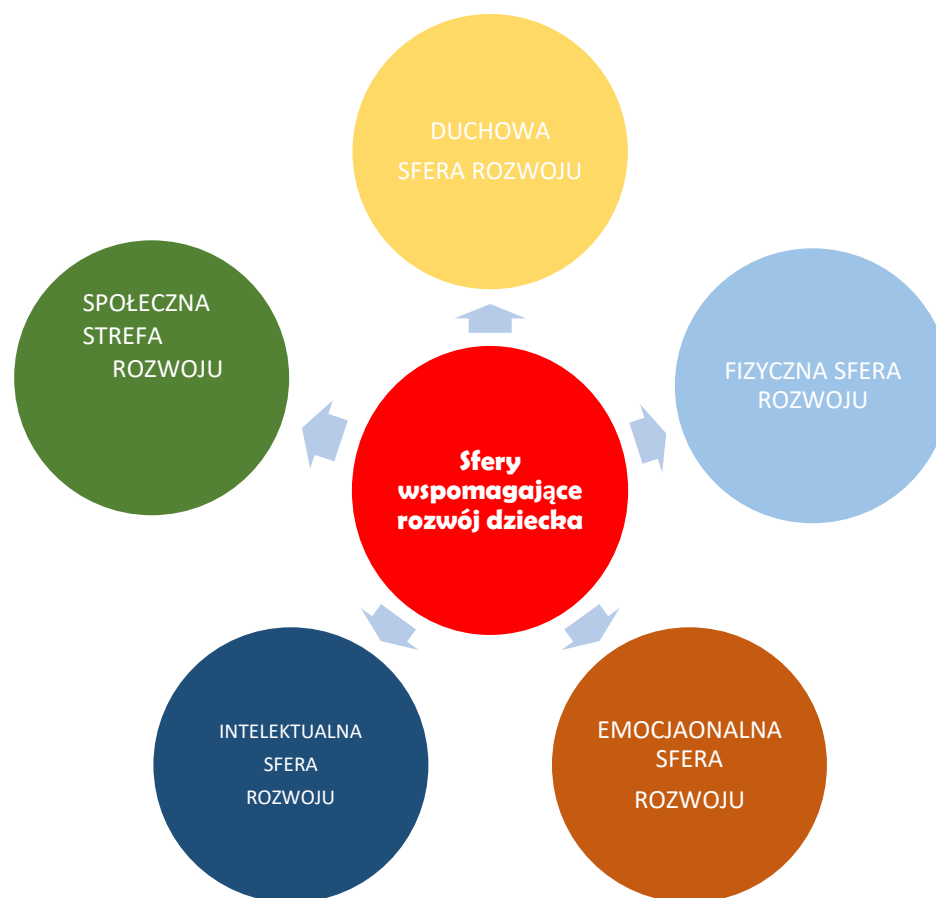 DUCHOWA
SFERA ROZWOJU
SPOŁECZNA
STREFA
ROZWOJU
FIZYCZNA SFERA
ROZWOJU
Sfery
wspomagające
rozwój dziecka
INTELEKTUALNA
SFERA
ROZWOJU
EMOCJAONALNA
SFERA
ROZWOJU